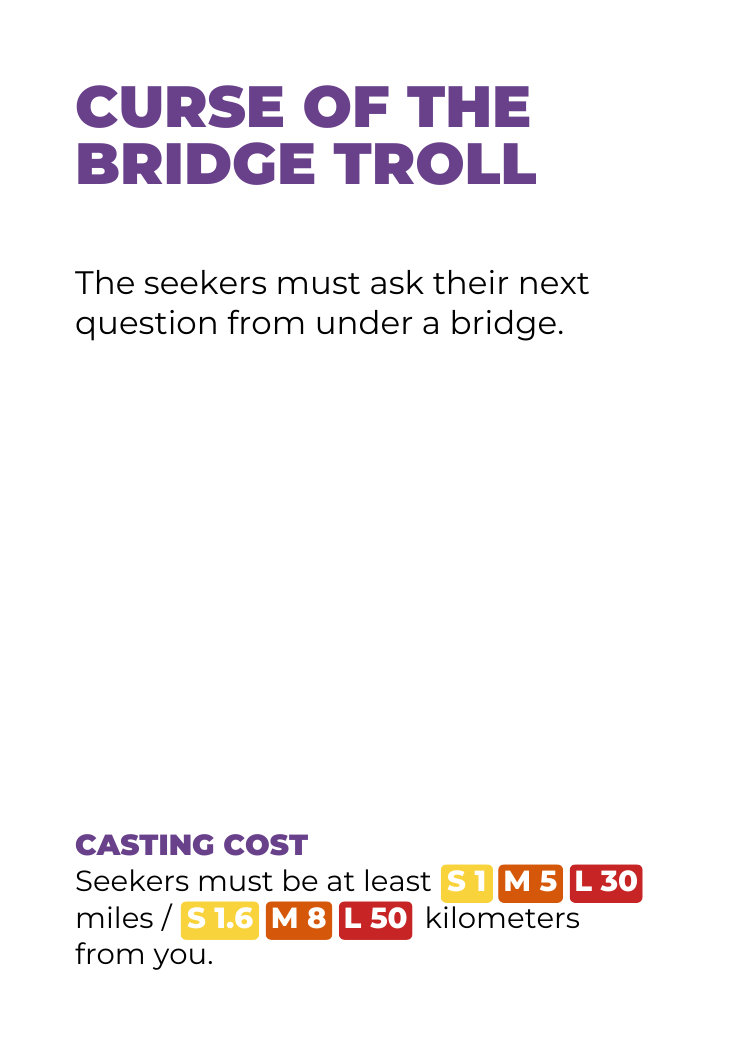 CURSE OF THE
BRIDGE TROLL
The seekers must ask their next
question from under a bridge.
CASTING COST
Seekers must be at least S 1 M 5 L 30
miles / S 1.6 M 8 L 50 kilometers
from you.